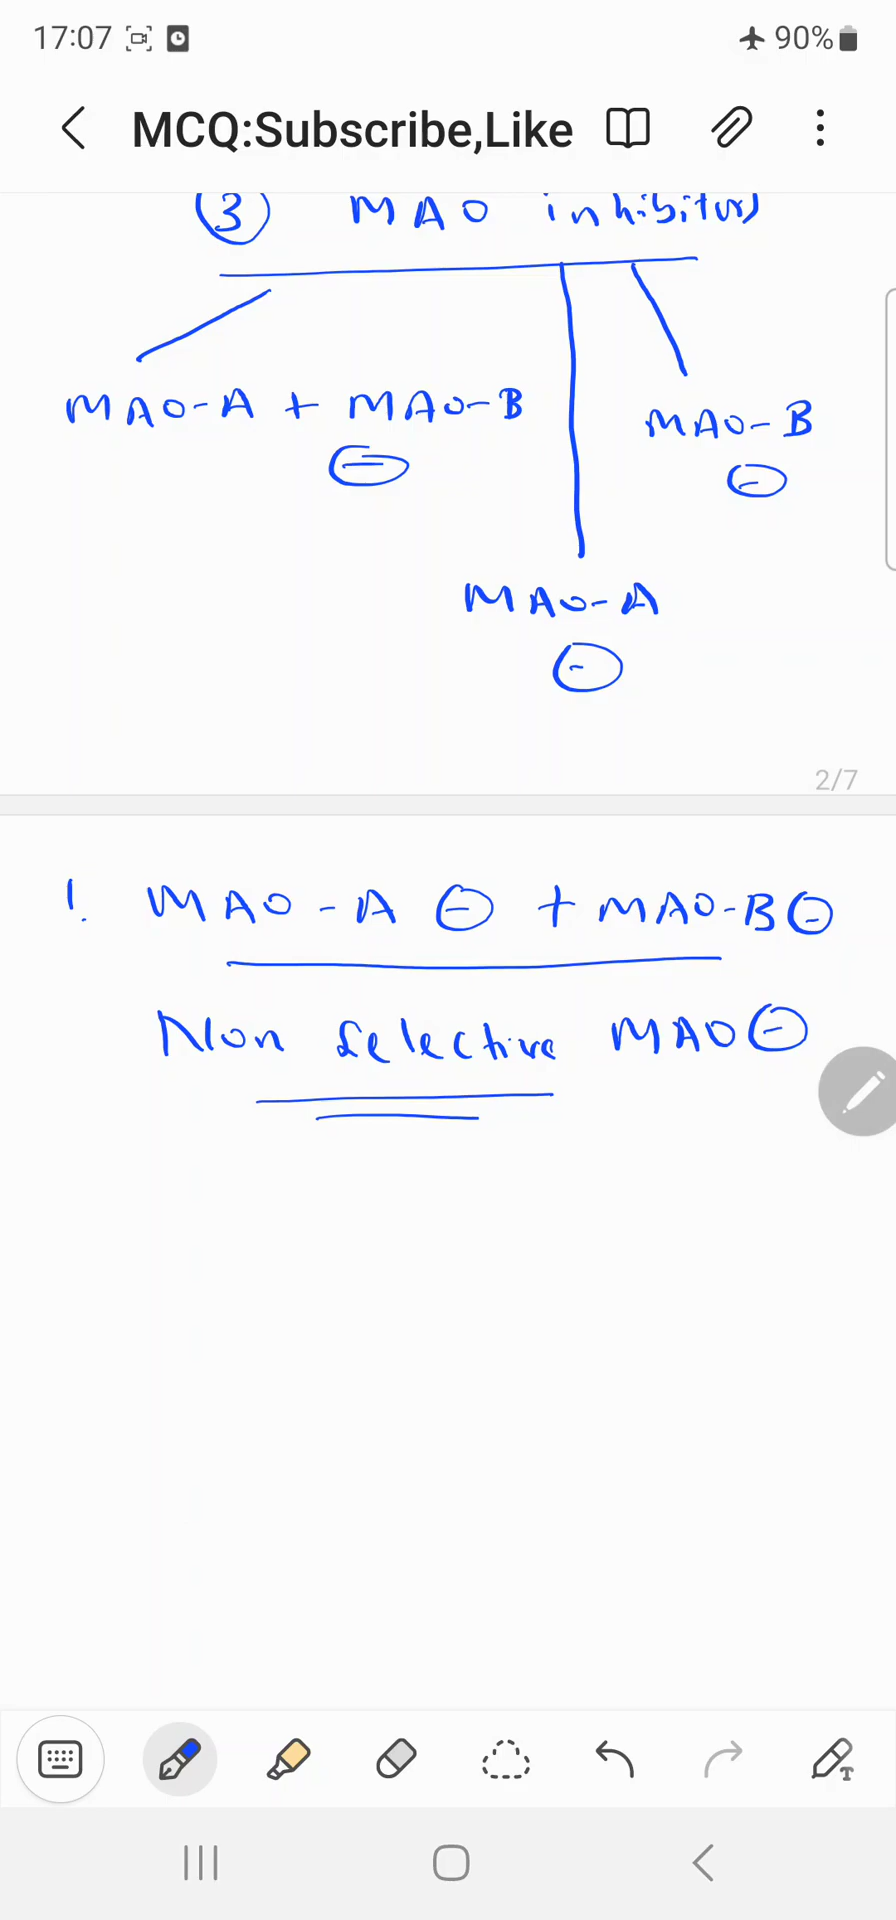 17:07 90%
MCQ:Subscribe,Like
(3) MAO inhibitors
MAO-A + MAO-B
MAO-B
MAO-A
2/7
1. MAO-A ⊖ + MAO-B ⊖
Non Selective MAO ⊖
T